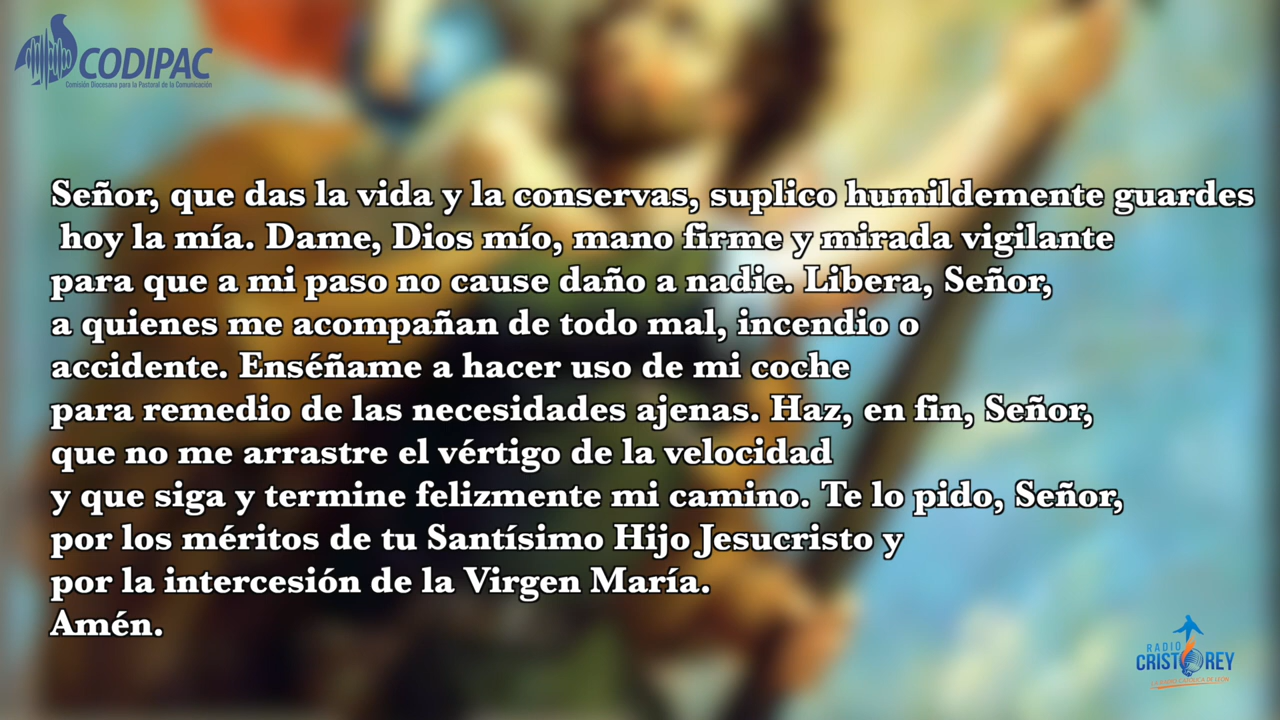 CODIPAC
Comisión Diocesana para la Pastoral de la Comunicación
Señor, que das la vida y la conservas, suplico humildemente guardes
hoy la mía. Dame, Dios mío, mano firme y mirada vigilante
para que a mi paso no cause daño a nadie. Libera, Señor,
a quienes me acompañan de todo mal, incendio o
accidente. Enséñame a hacer uso de mi coche
para remedio de las necesidades ajenas. Haz, en fin, Señor,
que no me arrastre el vértigo de la velocidad
y que siga y termine felizmente mi camino. Te lo pido, Señor,
por los méritos de tu Santísimo Hijo Jesucristo y
por la intercesión de la Virgen María.
Amén.
RADIO
CRISTO REY